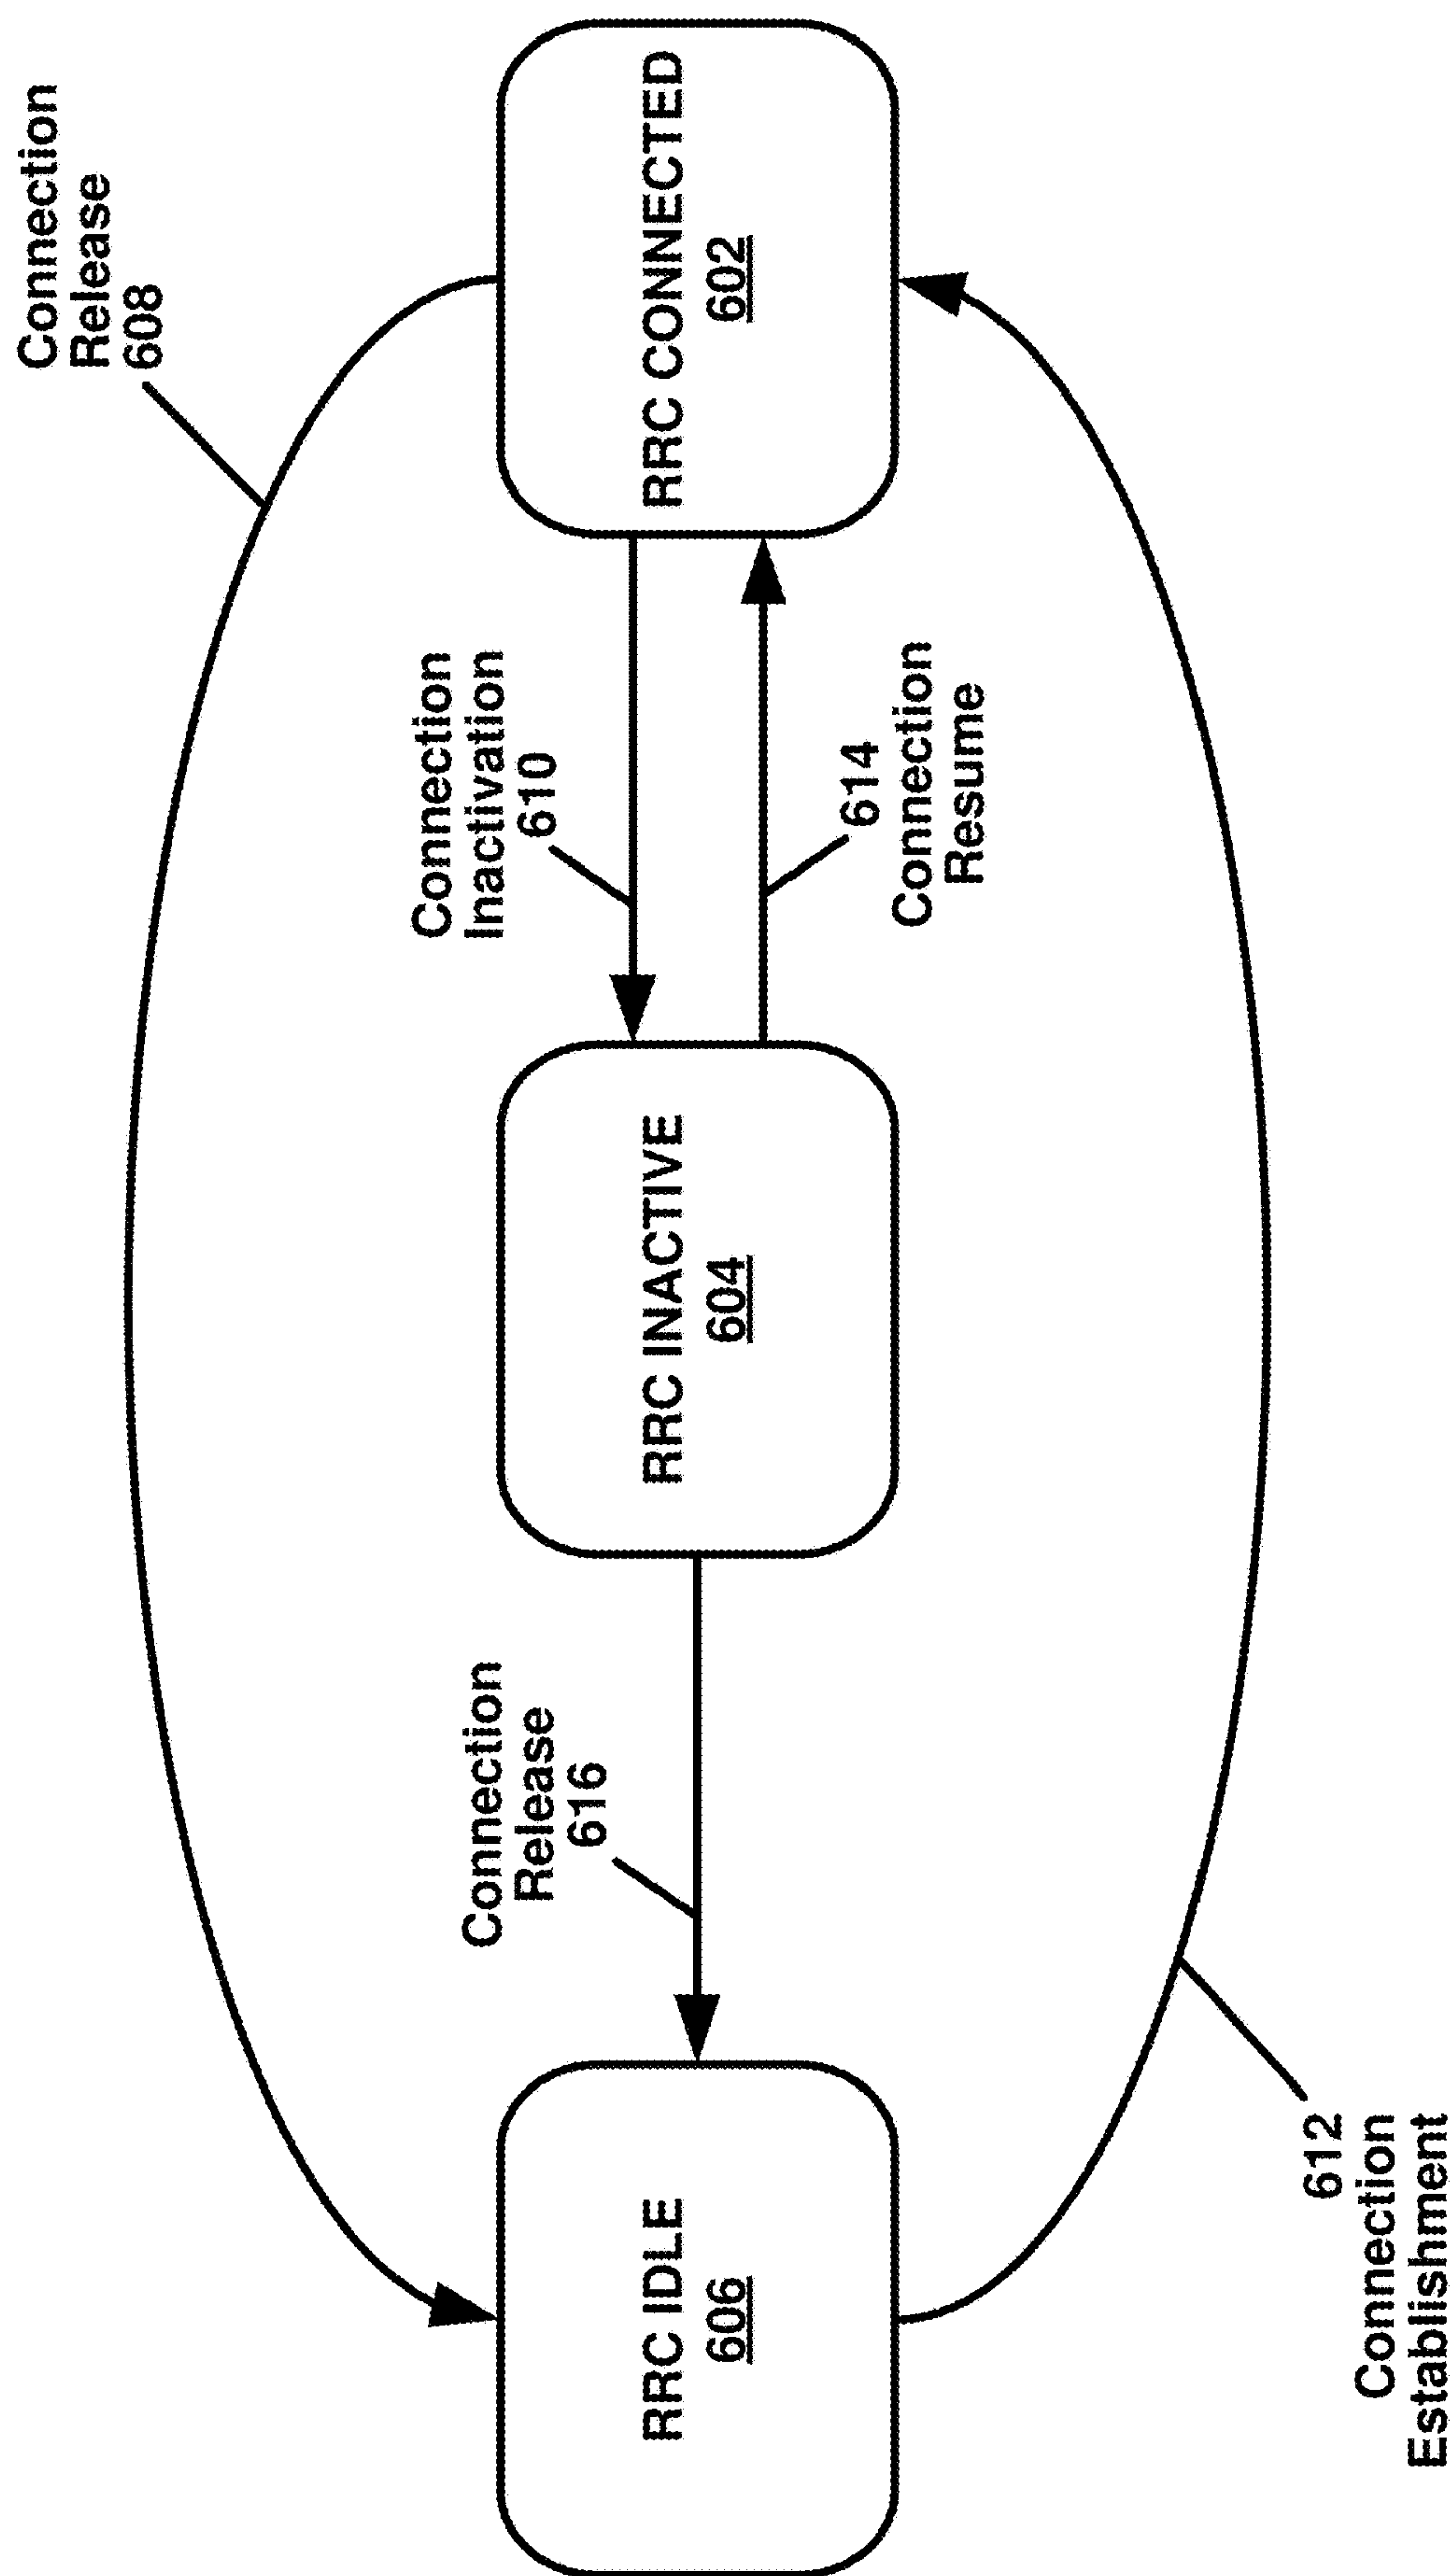 Connection
Release
608
Connection
Inactivation
610
Connection
Release
616
RRC IDLE
606
RRC INACTIVE
604
RRC CONNECTED
602
614
Connection
Resume
612
Connection
Establishment